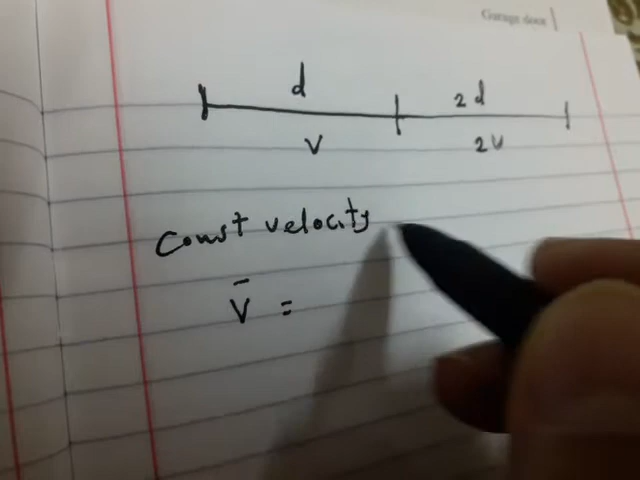 Garage door
d 2d
v 2v
Const velocity
v̄ =